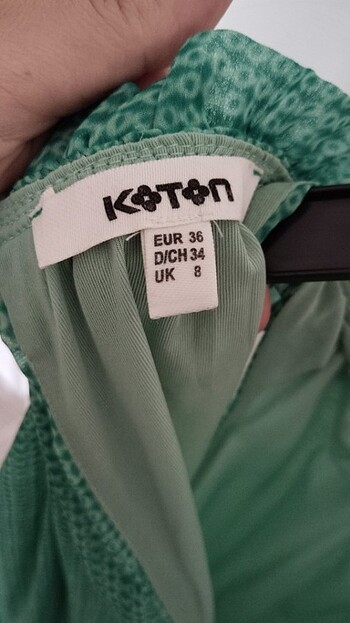 KOTON
EUR 36
D/CH 34
UK 8